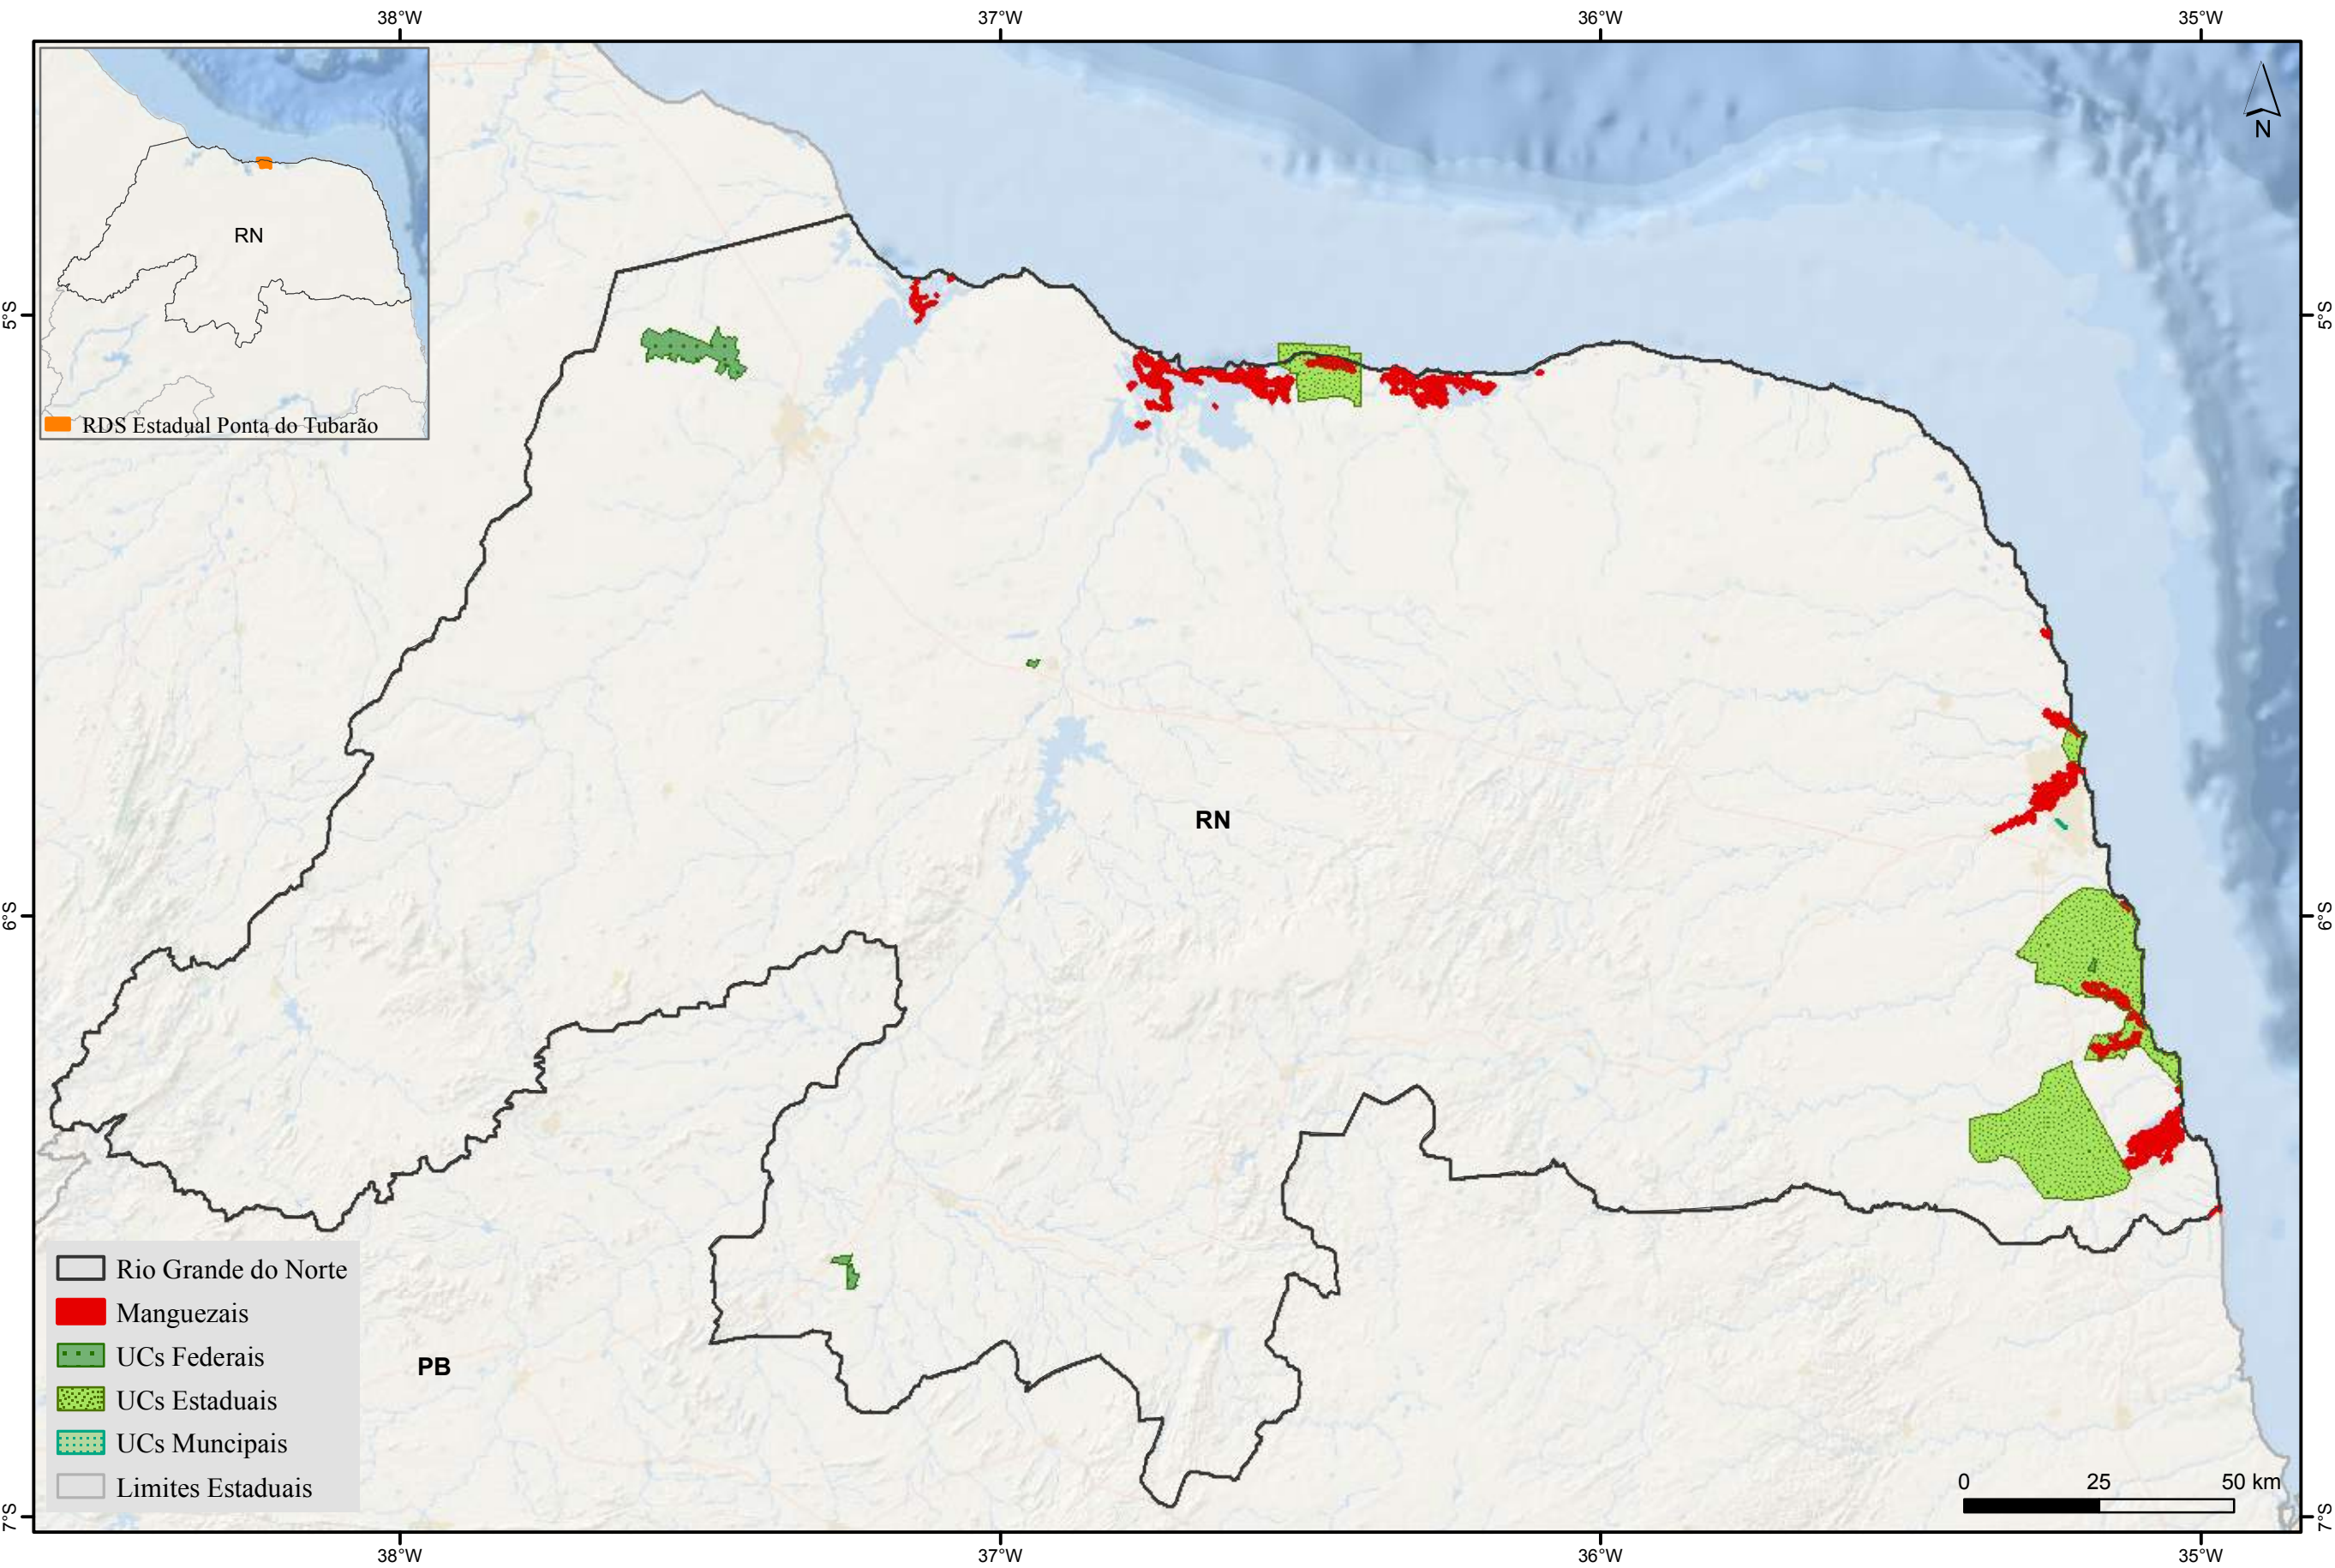 38°W
37°W
36°W
35°W
N
RN
RDS Estadual Ponta do Tubarão
5°S
5°S
RN
6°S
6°S
PB
Rio Grande do Norte
Manguezais
UCs Federais
UCs Estaduais
UCs Muncipais
Limites Estaduais
0
25
50 km
7°S
7°S
38°W
37°W
36°W
35°W